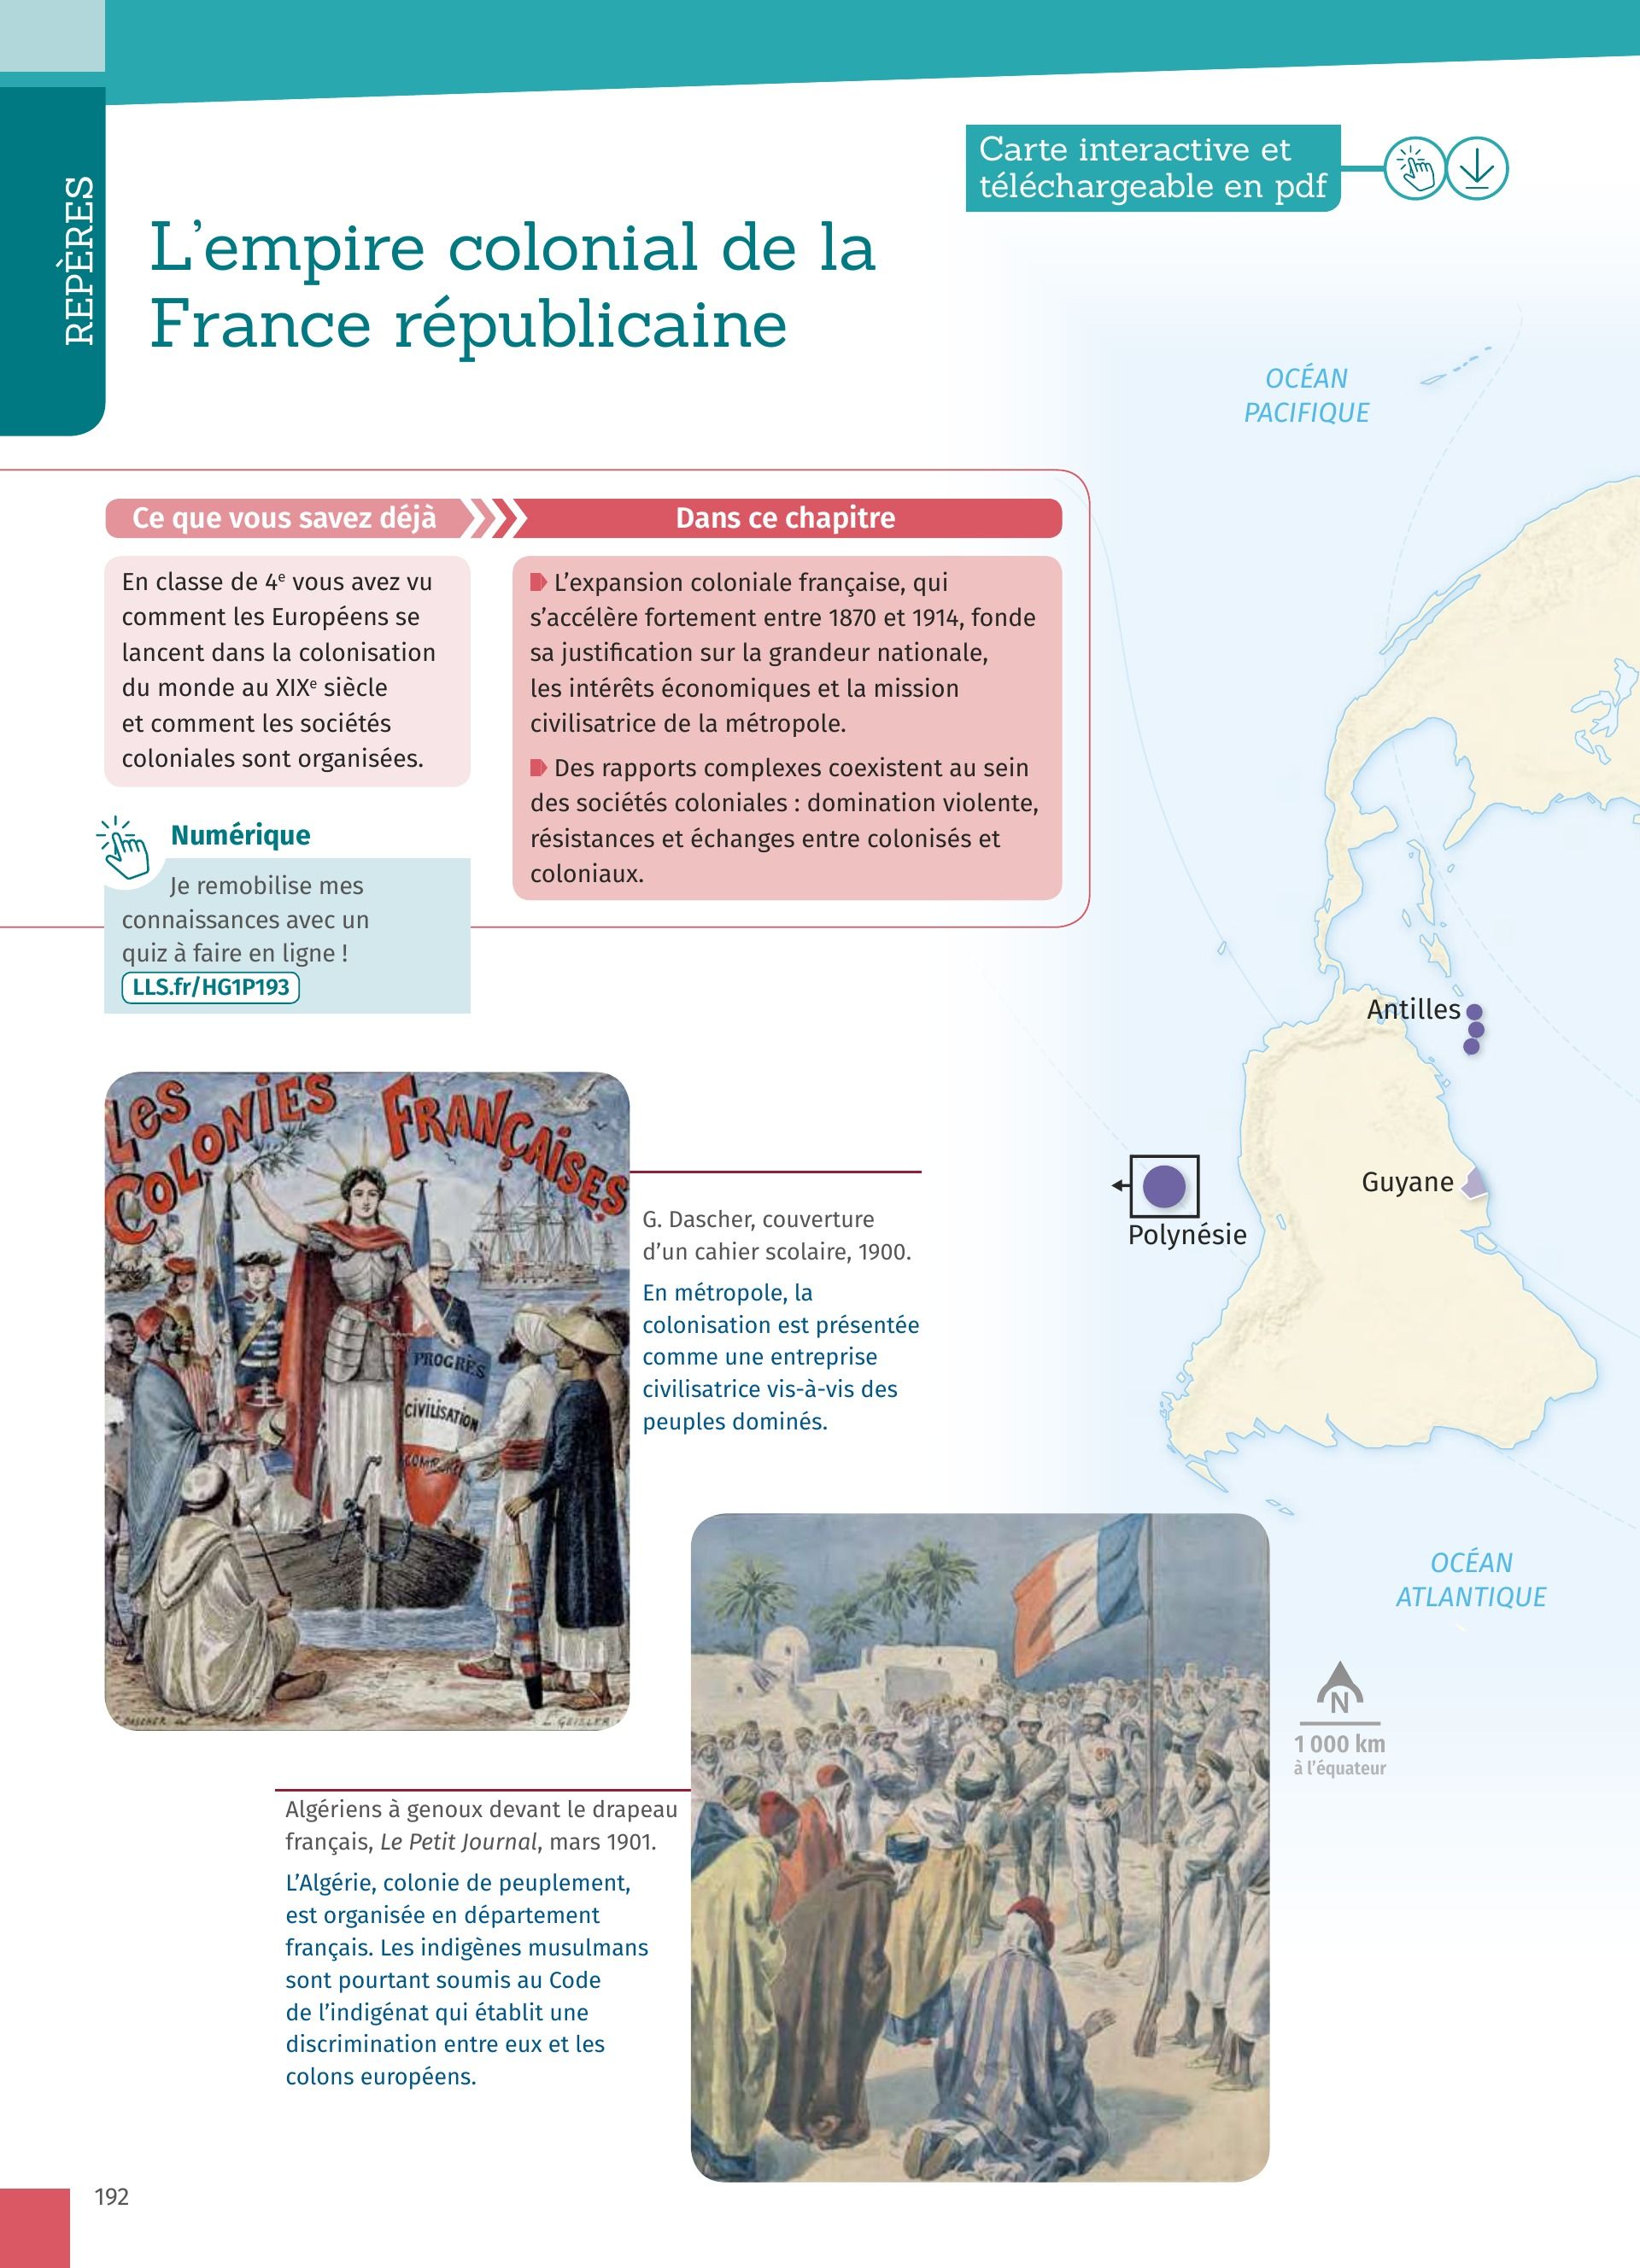 REPÈRES
Carte interactive et
téléchargeable en pdf
L'empire colonial de la
France républicaine
Ce que vous savez déjà
En classe de 4e vous avez vu
comment les Européens se
lancent dans la colonisation
du monde au XIXe siècle
et comment les sociétés
coloniales sont organisées.
Numérique
Je remobilise mes
connaissances avec un
quiz à faire en ligne !
LLS.fr/HG1P193
Dans ce chapitre
L'expansion coloniale française, qui
s'accélère fortement entre 1870 et 1914, fonde
sa justification sur la grandeur nationale,
les intérêts économiques et la mission
civilisatrice de la métropole.
Des rapports complexes coexistent au sein
des sociétés coloniales : domination violente,
résistances et échanges entre colonisés et
coloniaux.
OCÉAN
PACIFIQUE
Antilles
Guyane
Polynésie
OCÉAN
ATLANTIQUE
N
1 000 km
à l'équateur
LES
COLONIES
FRANÇAISES
PROGRÈS
CIVILISATION
DASCHER
L. GEISLER
G. Dascher, couverture
d'un cahier scolaire, 1900.
En métropole, la
colonisation est présentée
comme une entreprise
civilisatrice vis-à-vis des
peuples dominés.
Algériens à genoux devant le drapeau
français, Le Petit Journal, mars 1901.
L'Algérie, colonie de peuplement,
est organisée en département
français. Les indigènes musulmans
sont pourtant soumis au Code
de l'indigénat qui établit une
discrimination entre eux et les
colons européens.
192